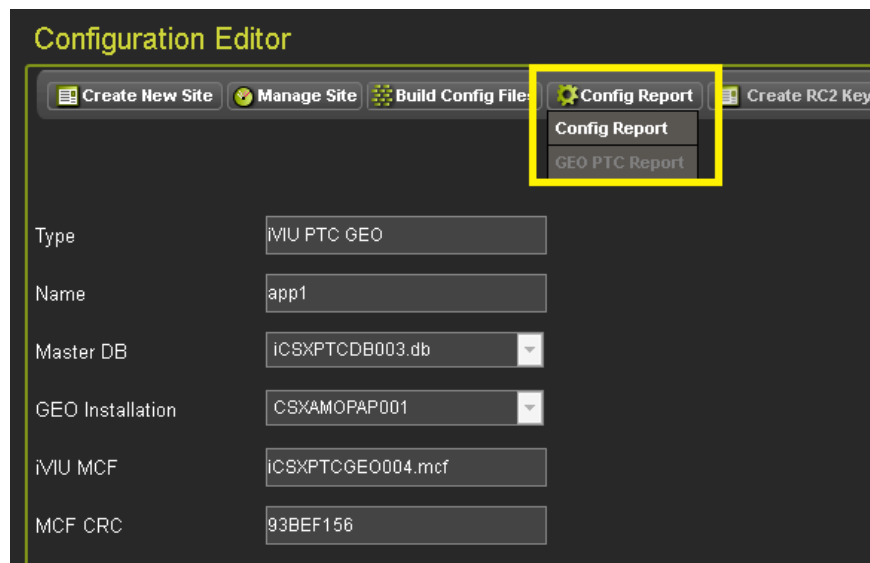 Configuration Editor
Create New Site Manage Site Build Config Files Config Report Create RC2 Key
Config Report
GEO PTC Report
Type iVIU PTC GEO
Name app1
Master DB iCSXPTCDB003.db
GEO Installation CSXAMOPAP001
iVIU MCF iCSXPTCGEO004.mcf
MCF CRC 93BEF156